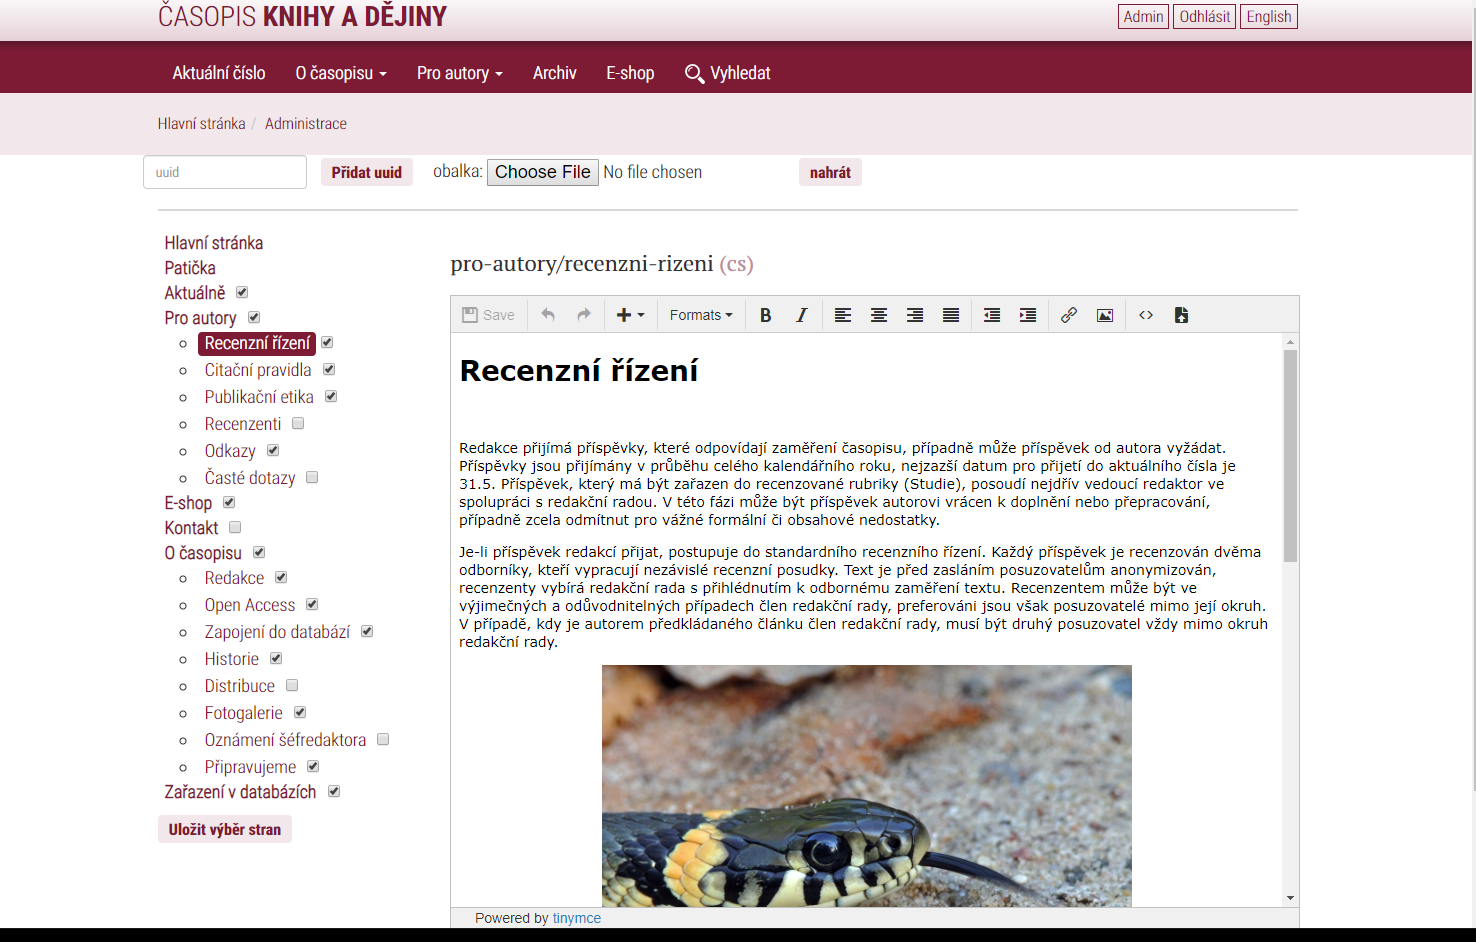 ČASOPIS KNIHY A DĚJINY
Admin Odhlásit English
Aktuální číslo O časopisu Pro autory Archiv E-shop Vyhledat
Hlavní stránka / Administrace
uuid Přidat uuid obalka: Choose File No file chosen nahrát
Hlavní stránka
Patička
Aktuálně
Pro autory
Recenzní řízení
Citační pravidla
Publikační etika
Recenzenti
Odkazy
Časté dotazy
E-shop
Kontakt
O časopisu
Redakce
Open Access
Zapojení do databází
Historie
Distribuce
Fotogalerie
Oznámení šéfredaktora
Připravujeme
Zařazení v databázích
Uložit výběr stran
pro-autory/recenzni-rizeni (cs)
Save Formats B I
Recenzní řízení
Redakce přijímá příspěvky, které odpovídají zaměření časopisu, případně může příspěvek od autora vyžádat.
Příspěvky jsou přijímány v průběhu celého kalendářního roku, nejzazší datum pro přijetí do aktuálního čísla je
31.5. Příspěvek, který má být zařazen do recenzované rubriky (Studie), posoudí nejdřív vedoucí redaktor ve
spolupráci s redakční radou. V této fázi může být příspěvek autorovi vrácen k doplnění nebo přepracování,
případně zcela odmítnut pro vážné formální či obsahové nedostatky.
Je-li příspěvek redakcí přijat, postupuje do standardního recenzního řízení. Každý příspěvek je recenzován dvěma
odborníky, kteří vypracují nezávislé recenzní posudky. Text je před zasláním posuzovatelům anonymizován,
recenzenty vybírá redakční rada s přihlédnutím k odbornému zaměření textu. Recenzentem může být ve
výjimečných a odůvodnitelných případech člen redakční rady, preferováni jsou však posuzovatelé mimo její okruh.
V případě, kdy je autorem předkládaného článku člen redakční rady, musí být druhý posuzovatel vždy mimo okruh
redakční rady.
Powered by tinymce